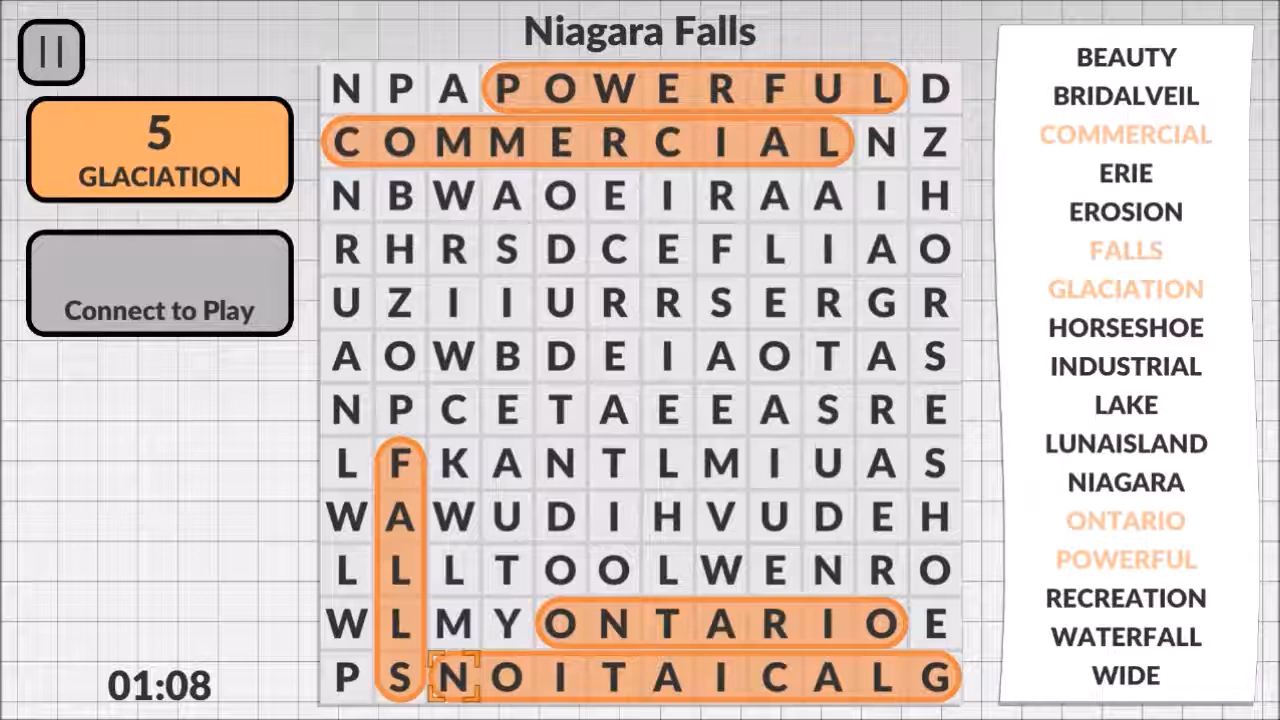 Niagara Falls
5
GLACIATION
Connect to Play
01:08
N P A P O W E R F U L D
C O M M E R C I A L N Z
N B W A O E I R A A I H
R H R S D C E F L I A O
U Z I I U R R S E R G R
A O W B D E I A O T A S
N P C E T A E E A S R E
L F K A N T L M I U A S
W A W U D I H V U D E H
L L L T O O L W E N R O
W L M Y O N T A R I O E
P S N O I T A I C A L G
BEAUTY
BRIDALVEIL
COMMERCIAL
ERIE
EROSION
FALLS
GLACIATION
HORSESHOE
INDUSTRIAL
LAKE
LUNAISLAND
NIAGARA
ONTARIO
POWERFUL
RECREATION
WATERFALL
WIDE